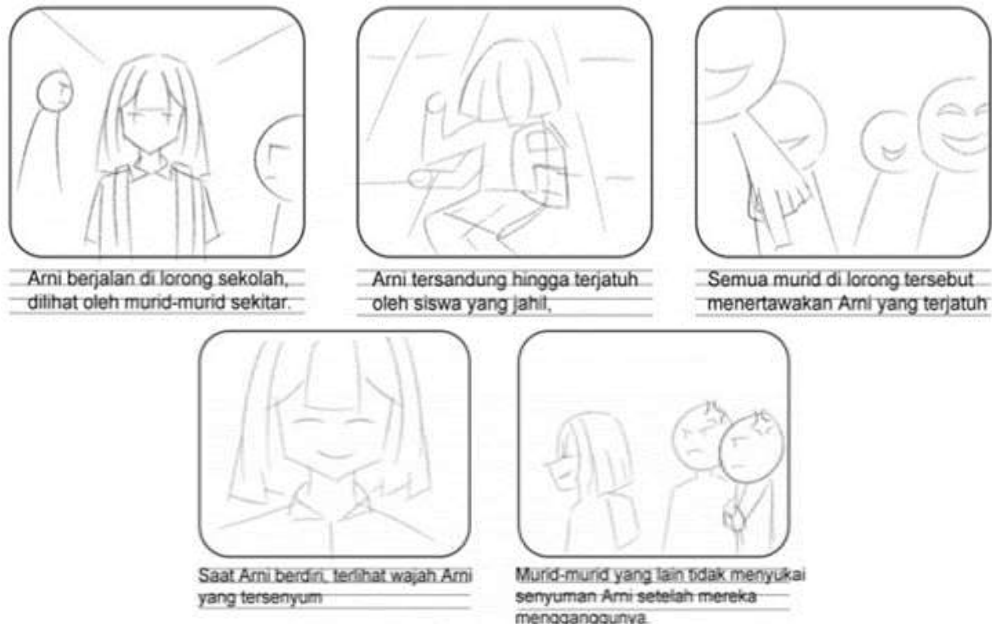 Arni berjalan di lorong sekolah,
dilihat oleh murid-murid sekitar.
Arni tersandung hingga terjatuh
oleh siswa yang jahil,
Semua murid di lorong tersebut
menertawakan Arni yang terjatuh
Saat Arni berdiri, terlihat wajah Arni
yang tersenyum
Murid-murid yang lain tidak menyukai
senyuman Arni setelah mereka
mengganggunya.